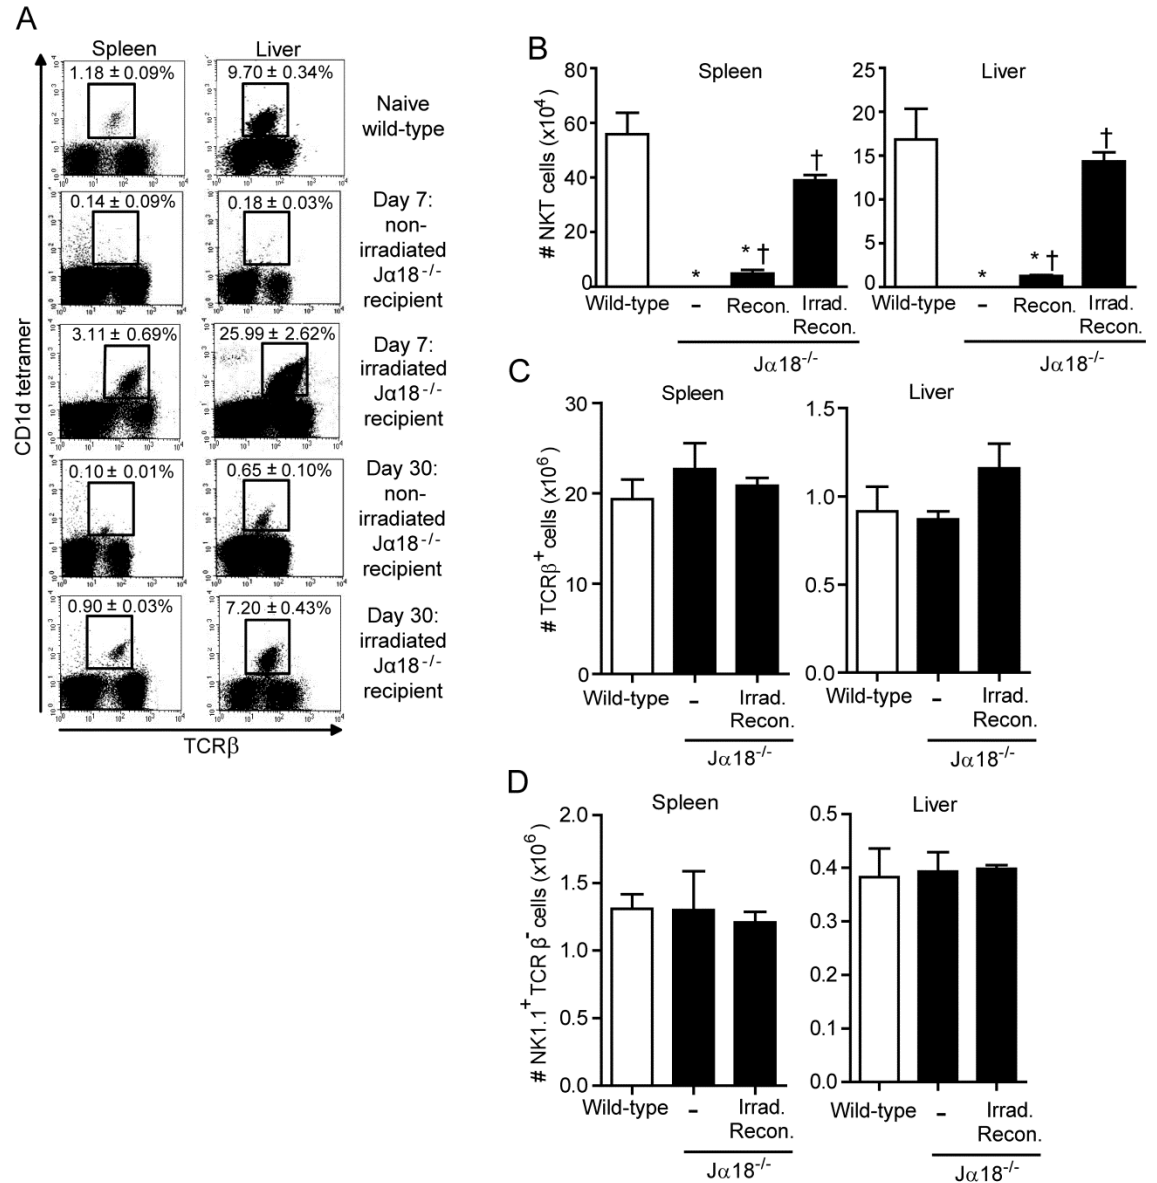 A
Spleen
Liver
1.18 ± 0.09%
9.70 ± 0.34%
Naive
wild-type
0.14 ± 0.09%
0.18 ± 0.03%
Day 7:
non-
irradiated
Jα18⁻/⁻
recipient
3.11 ± 0.69%
25.99 ± 2.62%
Day 7:
irradiated
Jα18⁻/⁻
recipient
0.10 ± 0.01%
0.65 ± 0.10%
Day 30:
non-
irradiated
Jα18⁻/⁻
recipient
0.90 ± 0.03%
7.20 ± 0.43%
Day 30:
irradiated
Jα18⁻/⁻
recipient
CD1d tetramer
TCRβ
B
Spleen
# NKT cells (x10⁴)
80
60
40
20
0
*
* †
†
Wild-type
-
Recon.
Irrad.
Recon.
Jα18⁻/⁻
Liver
25
20
15
10
5
0
*
* †
†
Wild-type
-
Recon.
Irrad.
Recon.
Jα18⁻/⁻
C
Spleen
# TCRβ⁺ cells (x10⁶)
30
20
10
0
Wild-type
-
Irrad.
Recon.
Jα18⁻/⁻
Liver
1.5
1.0
0.5
0.0
Wild-type
-
Irrad.
Recon.
Jα18⁻/⁻
D
Spleen
# NK1.1⁺ TCR β⁻ cells (x10⁶)
2.0
1.5
1.0
0.5
0.0
Wild-type
-
Irrad.
Recon.
Jα18⁻/⁻
Liver
0.5
0.4
0.3
0.2
0.1
0.0
Wild-type
-
Irrad.
Recon.
Jα18⁻/⁻